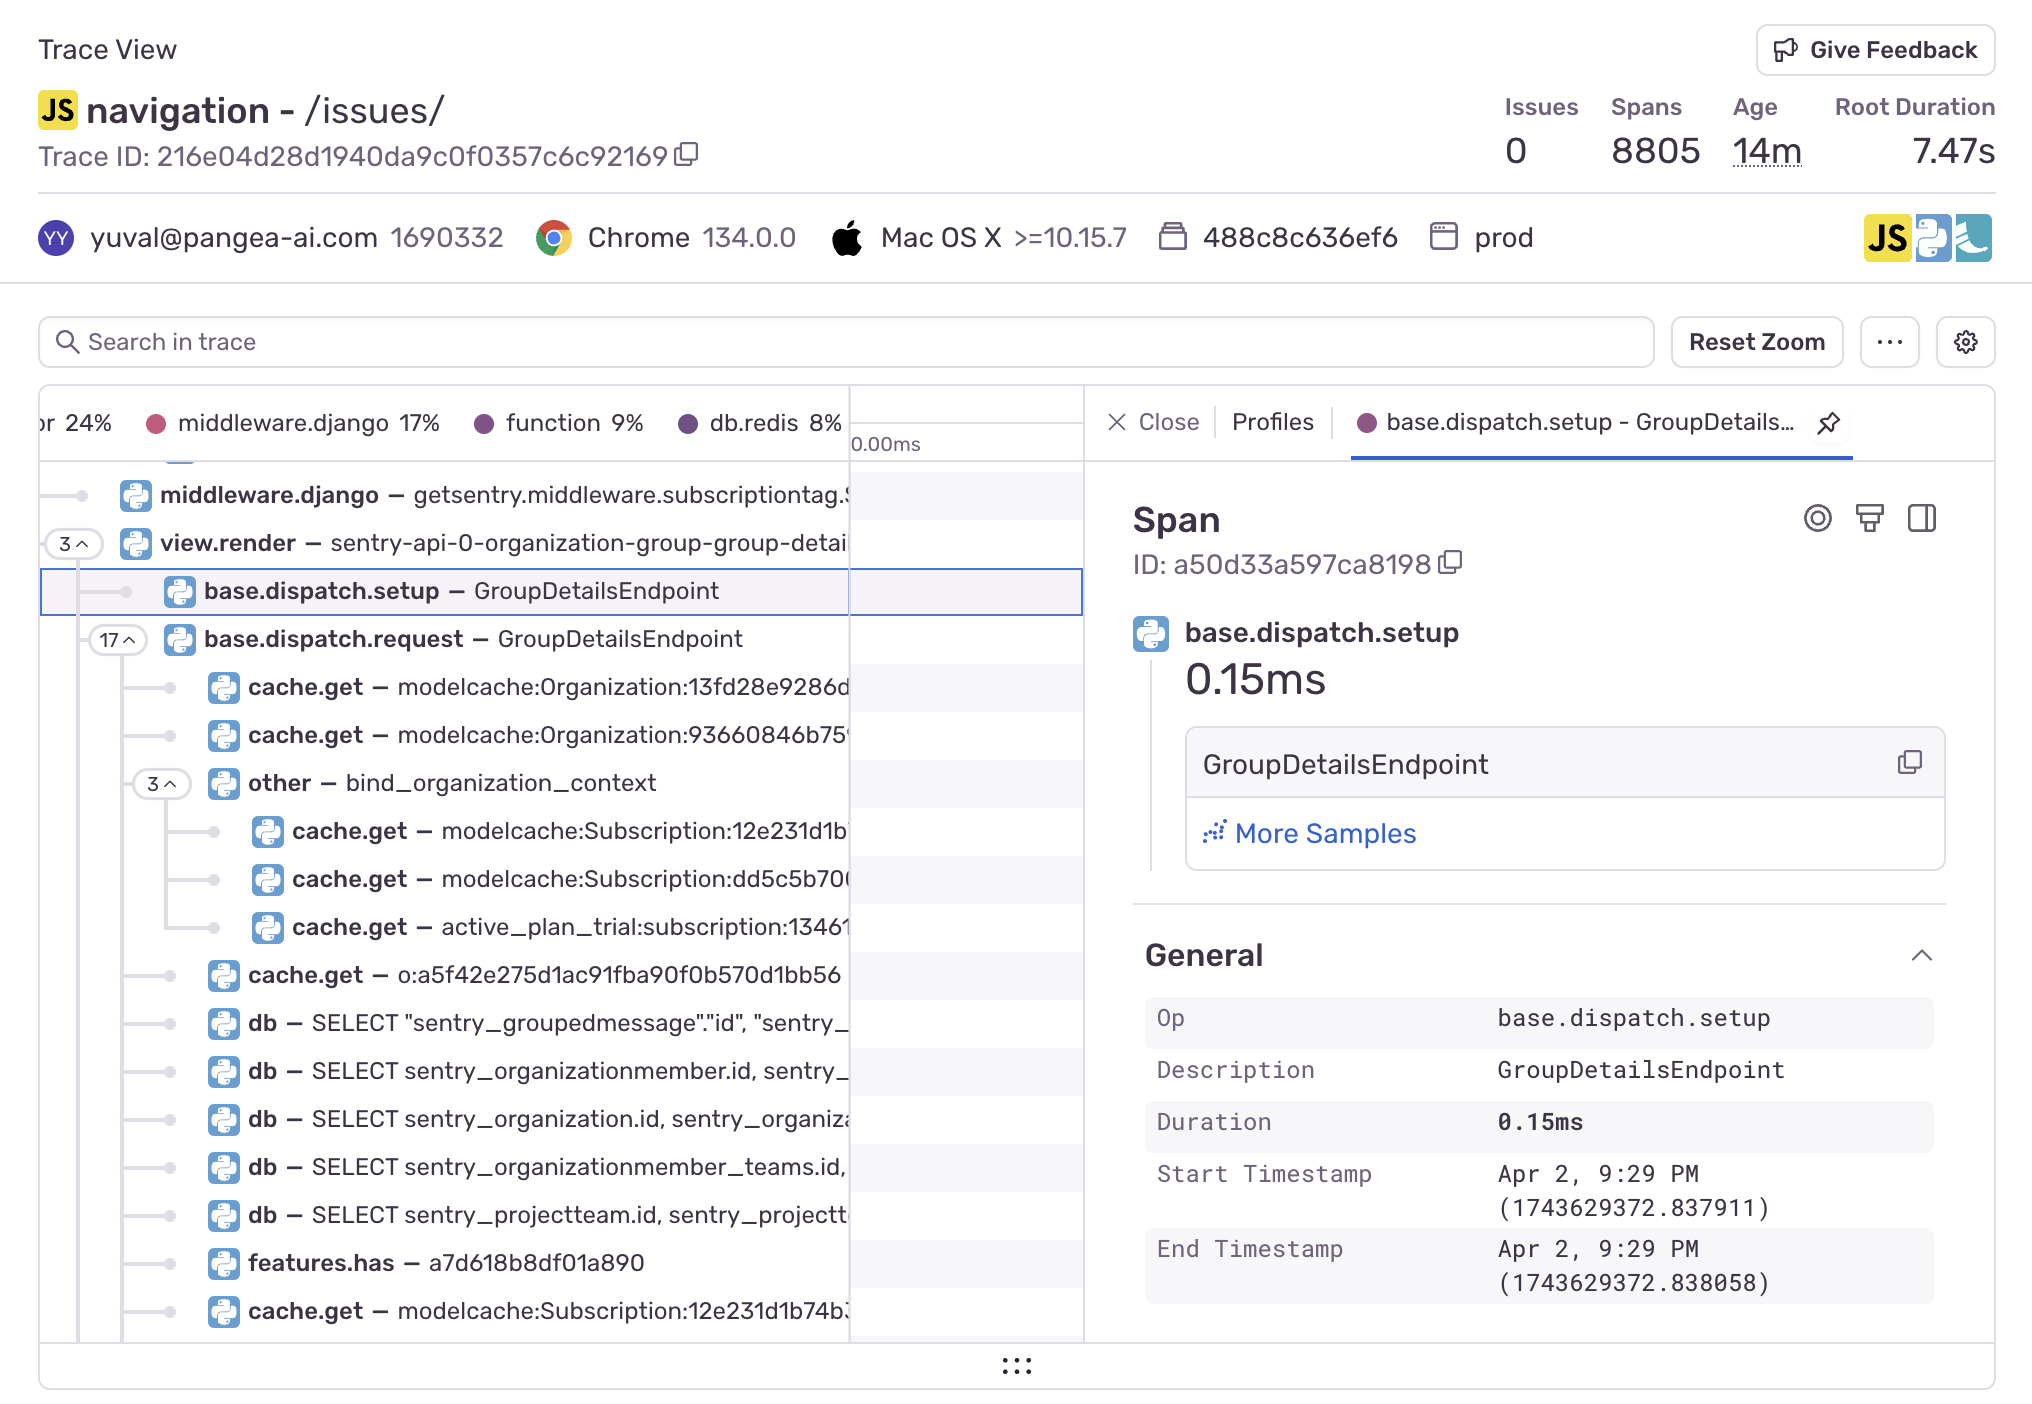 Trace View
Give Feedback
JS navigation - /issues/
Issues Spans Age Root Duration
Trace ID: 216e04d28d1940da9c0f0357c6c92169
0 8805 14m 7.47s
YY yuval@pangea-ai.com 1690332 Chrome 134.0.0 Mac OS X >=10.15.7 488c8c636ef6 prod JS
Search in trace
Reset Zoom
or 24% middleware.django 17% function 9% db.redis 8%
0.00ms
middleware.django — getsentry.middleware.subscriptiontag.S
3 view.render — sentry-api-0-organization-group-group-detail
base.dispatch.setup — GroupDetailsEndpoint
17 base.dispatch.request — GroupDetailsEndpoint
cache.get — modelcache:Organization:13fd28e9286d
cache.get — modelcache:Organization:93660846b759
3 other — bind_organization_context
cache.get — modelcache:Subscription:12e231d1b
cache.get — modelcache:Subscription:dd5c5b700
cache.get — active_plan_trial:subscription:13461
cache.get — o:a5f42e275d1ac91fba90f0b570d1bb56
db — SELECT "sentry_groupedmessage"."id", "sentry_
db — SELECT sentry_organizationmember.id, sentry_
db — SELECT sentry_organization.id, sentry_organiza
db — SELECT sentry_organizationmember_teams.id,
db — SELECT sentry_projectteam.id, sentry_projectt
features.has — a7d618b8df01a890
cache.get — modelcache:Subscription:12e231d1b74b3
Close Profiles base.dispatch.setup - GroupDetails...
Span
ID: a50d33a597ca8198
base.dispatch.setup
0.15ms
GroupDetailsEndpoint
More Samples
General
Op base.dispatch.setup
Description GroupDetailsEndpoint
Duration 0.15ms
Start Timestamp Apr 2, 9:29 PM
(1743629372.837911)
End Timestamp Apr 2, 9:29 PM
(1743629372.838058)